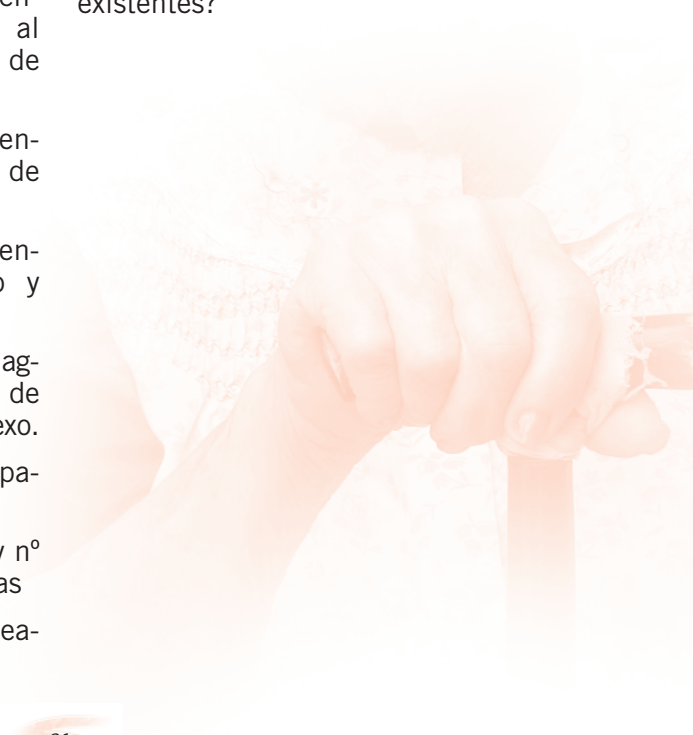 en-
al
de
en-
de
en-
o y
ag-
de
exo.
pa-
y nº
as
ea-
existentes?